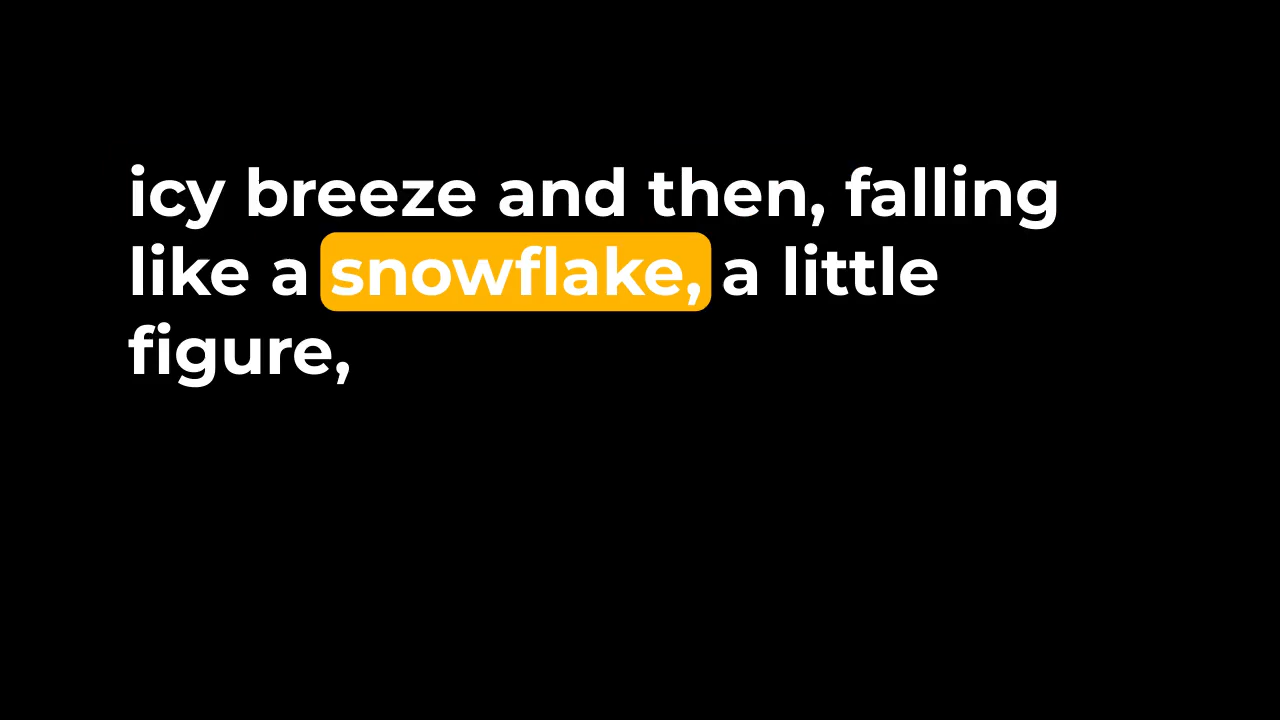 icy breeze and then, falling
like a snowflake, a little
figure,